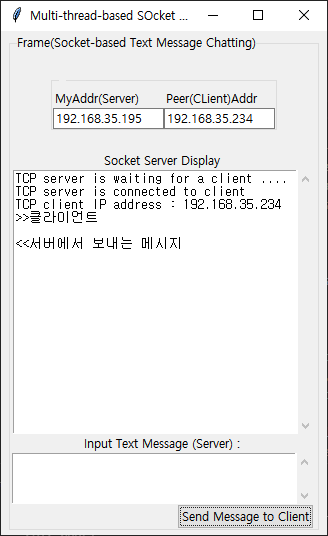 Multi-thread-based SOcket ...
Frame(Socket-based Text Message Chatting)
MyAddr(Server) Peer(CLient)Addr
192.168.35.195 192.168.35.234
Socket Server Display
TCP server is waiting for a client ....
TCP server is connected to client
TCP client IP address : 192.168.35.234
>>클라이언트
<<서버에서 보내는 메시지
Input Text Message (Server) :
Send Message to Client